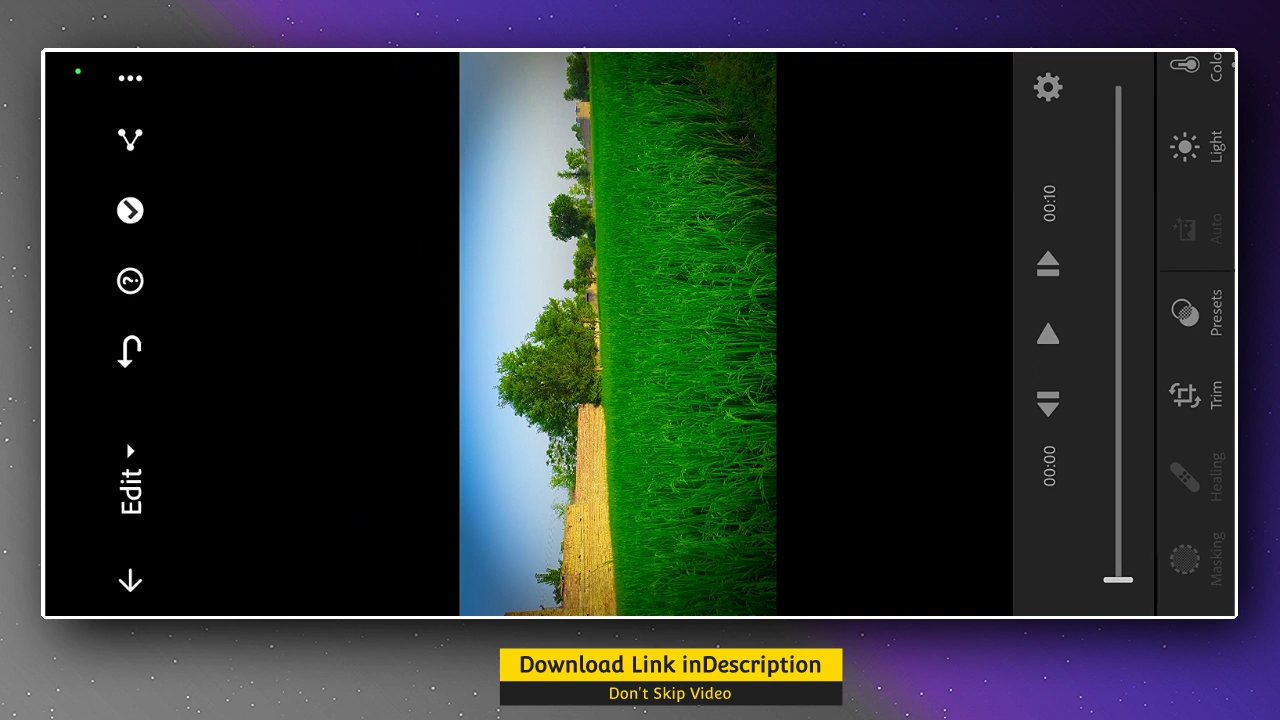 Edit
00:00
00:10
Masking
Healing
Trim
Presets
Auto
Light
Colo
Download Link inDescription
Don't Skip Video